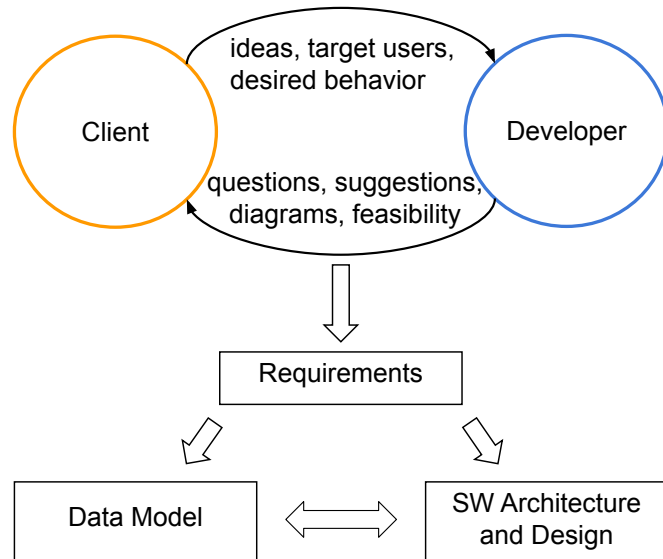 ideas, target users,
desired behavior
Client
Developer
questions, suggestions,
diagrams, feasibility
Requirements
Data Model
SW Architecture
and Design